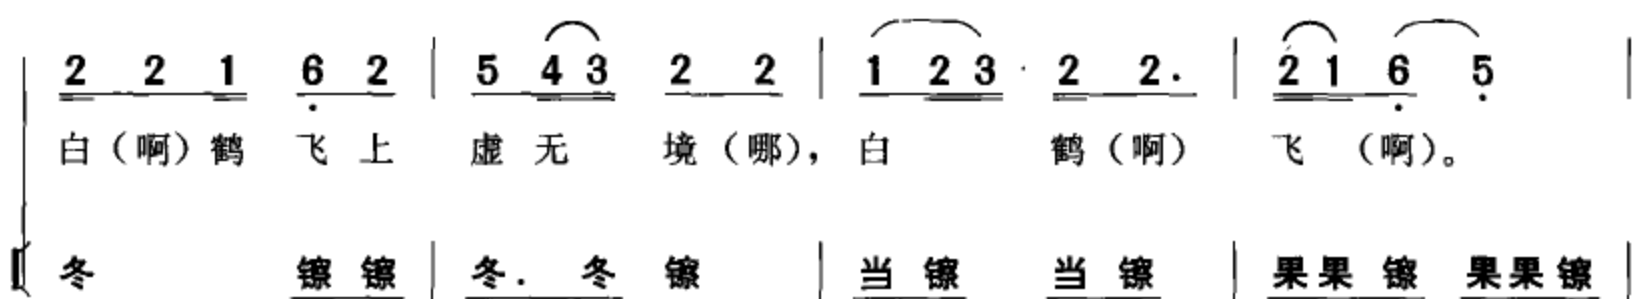 2 2 1 6 2 | 5 4 3 2 2 | 1 2 3 2 2. | 2 1 6 5 |
白（啊）鹤 飞 上 虚 无 境（哪），白 鹤（啊） 飞 （啊）。
冬 镲 镲 | 冬. 冬 镲 | 当 镲 当 镲 | 果果 镲 果果镲 |